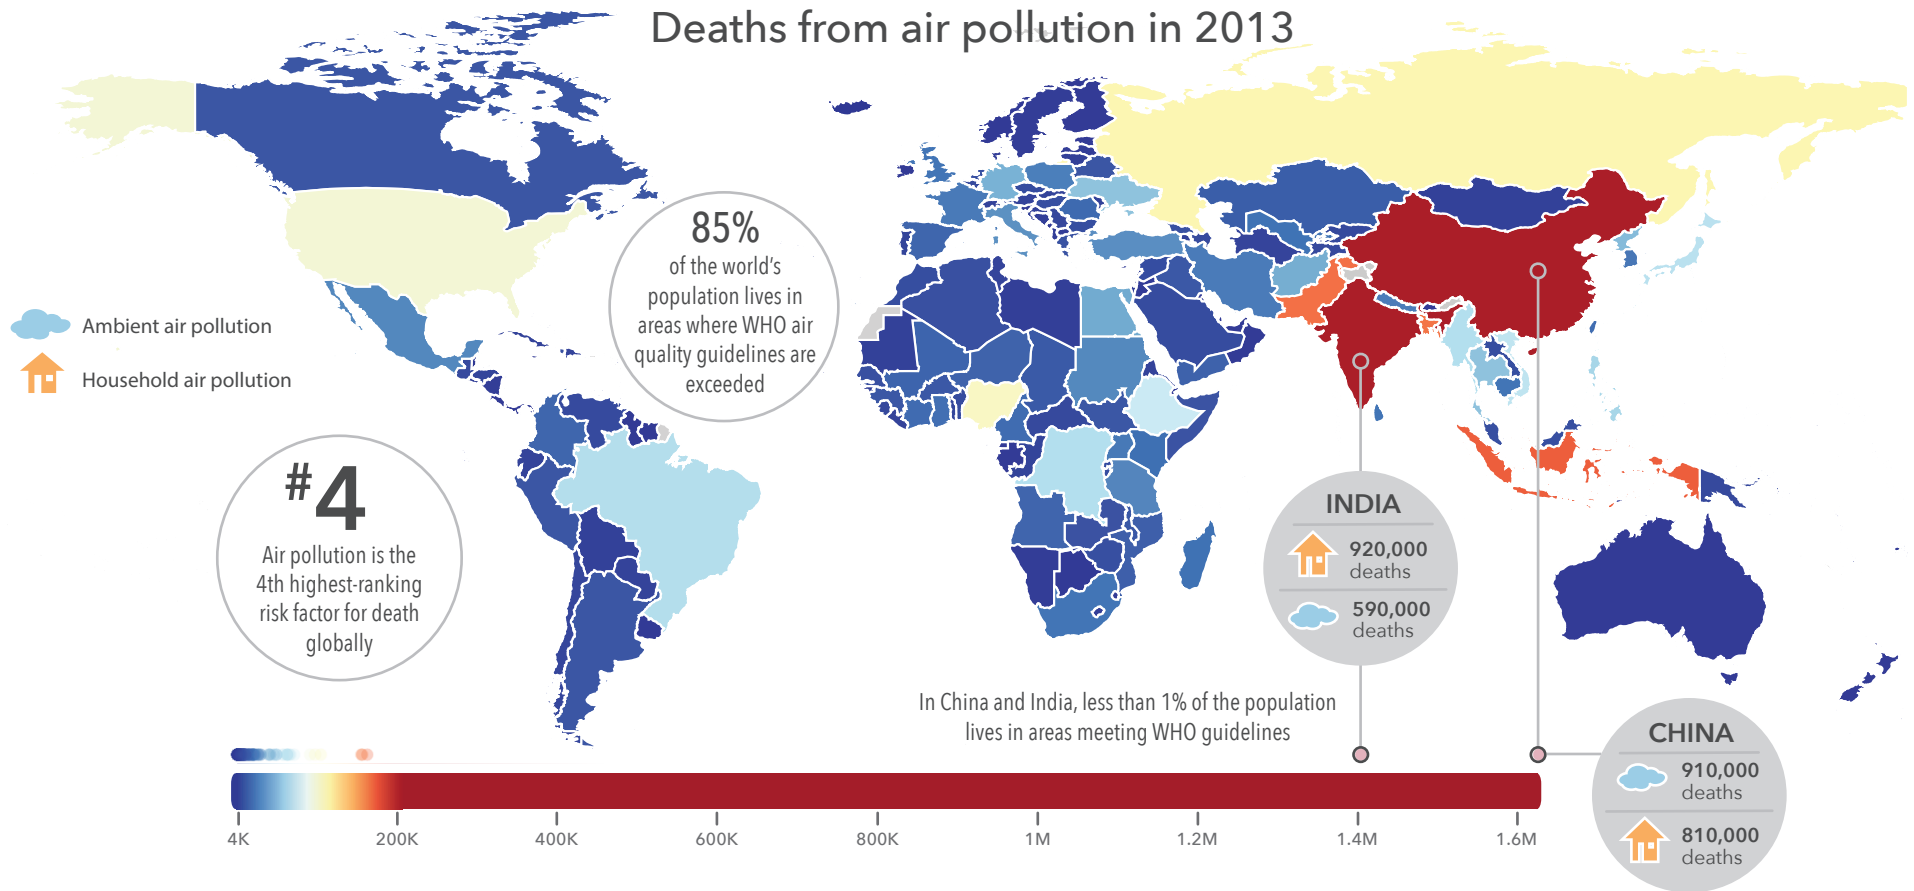 Deaths from air pollution in 2013
85%
of the world's
population lives in
areas where WHO air
quality guidelines are
exceeded
Ambient air pollution
Household air pollution
#4
Air pollution is the
4th highest-ranking
risk factor for death
globally
INDIA
920,000
deaths
590,000
deaths
In China and India, less than 1% of the population
lives in areas meeting WHO guidelines
CHINA
910,000
deaths
810,000
deaths
4K 200K 400K 600K 800K 1M 1.2M 1.4M 1.6M